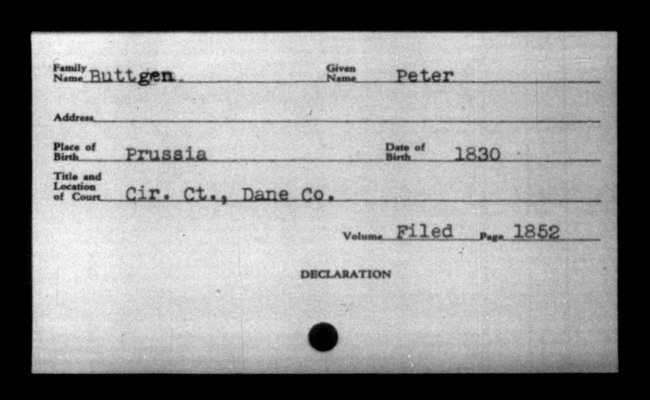 Family Name Buttgen. Given Name Peter
Address
Place of Birth Prussia Date of Birth 1830
Title and Location of Court Cir. Ct., Dane Co.
Volume Filed Page 1852
DECLARATION